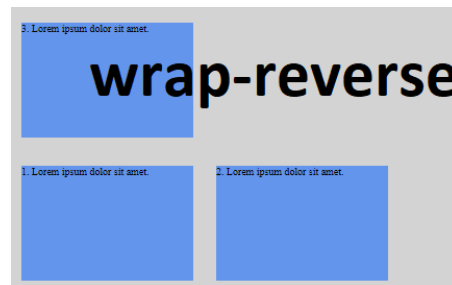 3. Lorem ipsum dolor sit amet.
wrap-reverse
1. Lorem ipsum dolor sit amet.
2. Lorem ipsum dolor sit amet.